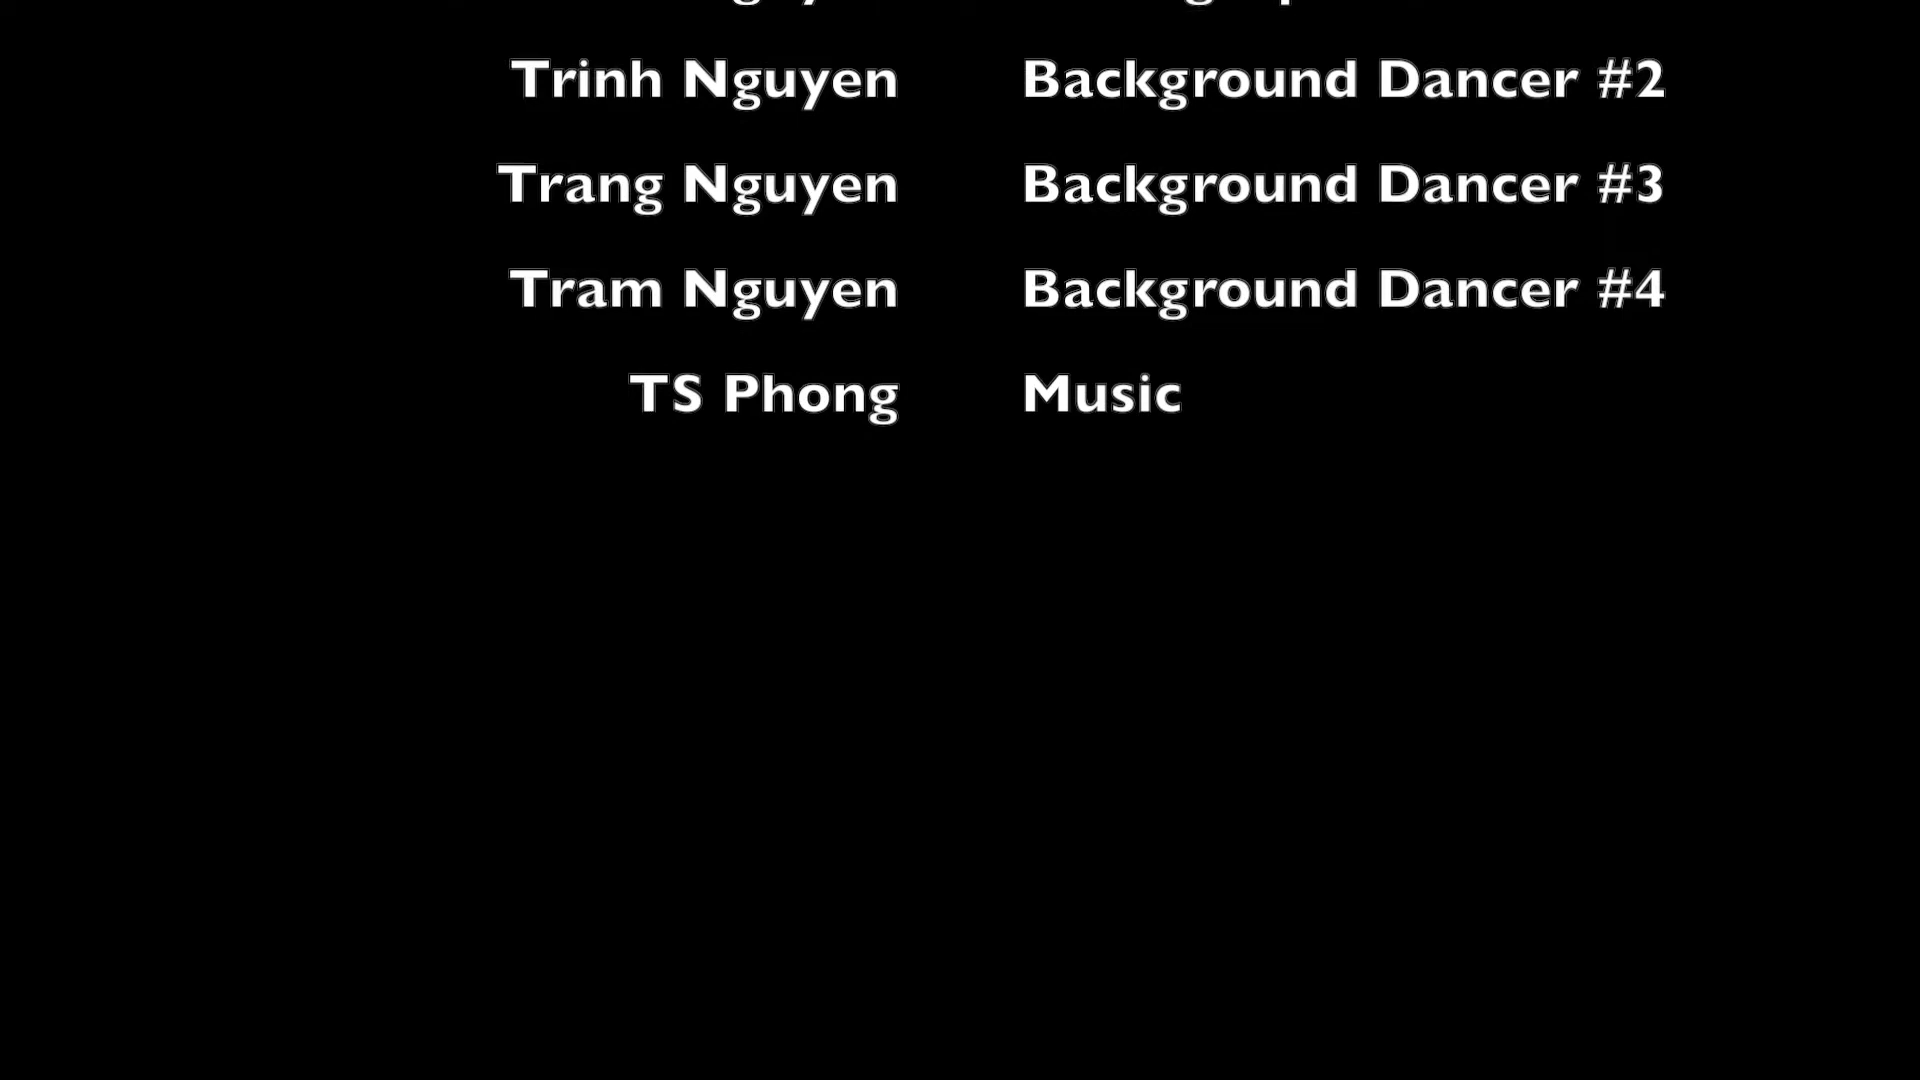 Trinh Nguyen Background Dancer #2
Trang Nguyen Background Dancer #3
Tram Nguyen Background Dancer #4
TS Phong Music